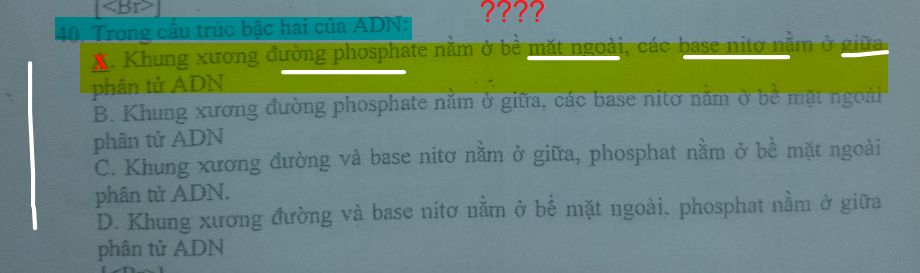 [<Br>]
????
40. Trong cấu trúc bậc hai của ADN:
X. Khung xương đường phosphate nằm ở bề mặt ngoài, các base nitơ nằm ở giữa
phân tử ADN
B. Khung xương đường phosphate nằm ở giữa, các base nitơ nằm ở bề mặt ngoài
phân tử ADN
C. Khung xương đường và base nitơ nằm ở giữa, phosphat nằm ở bề mặt ngoài
phân tử ADN.
D. Khung xương đường và base nitơ nằm ở bề mặt ngoài. phosphat nằm ở giữa
phân tử ADN